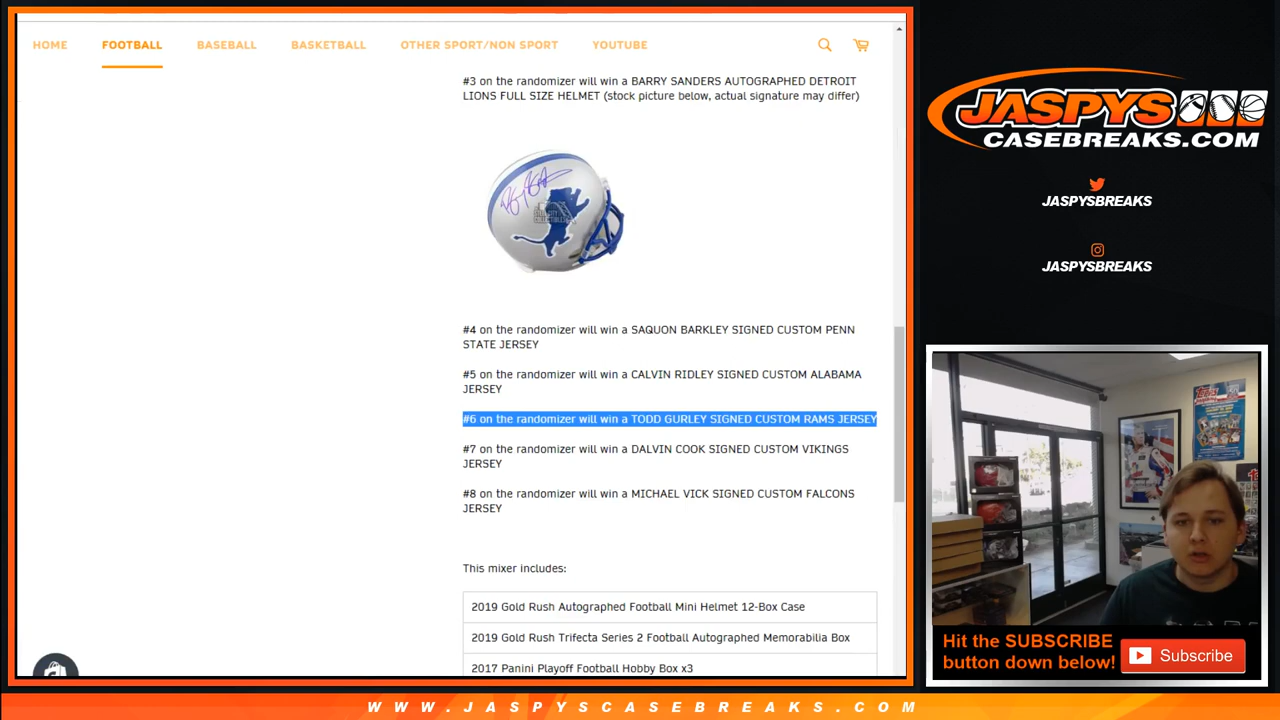 HOME FOOTBALL BASEBALL BASKETBALL OTHER SPORT/NON SPORT YOUTUBE
#3 on the randomizer will win a BARRY SANDERS AUTOGRAPHED DETROIT
LIONS FULL SIZE HELMET (stock picture below, actual signature may differ)
#4 on the randomizer will win a SAQUON BARKLEY SIGNED CUSTOM PENN
STATE JERSEY
#5 on the randomizer will win a CALVIN RIDLEY SIGNED CUSTOM ALABAMA
JERSEY
#6 on the randomizer will win a TODD GURLEY SIGNED CUSTOM RAMS JERSEY
#7 on the randomizer will win a DALVIN COOK SIGNED CUSTOM VIKINGS
JERSEY
#8 on the randomizer will win a MICHAEL VICK SIGNED CUSTOM FALCONS
JERSEY
This mixer includes:
2019 Gold Rush Autographed Football Mini Helmet 12-Box Case
2019 Gold Rush Trifecta Series 2 Football Autographed Memorabilia Box
2017 Panini Playoff Football Hobby Box x3
JASPYS
CASEBREAKS.COM
JASPYSBREAKS
JASPYSBREAKS
Topps
Hit the SUBSCRIBE
button down below!
Subscribe
WWW.JASPYSCASEBREAKS.COM